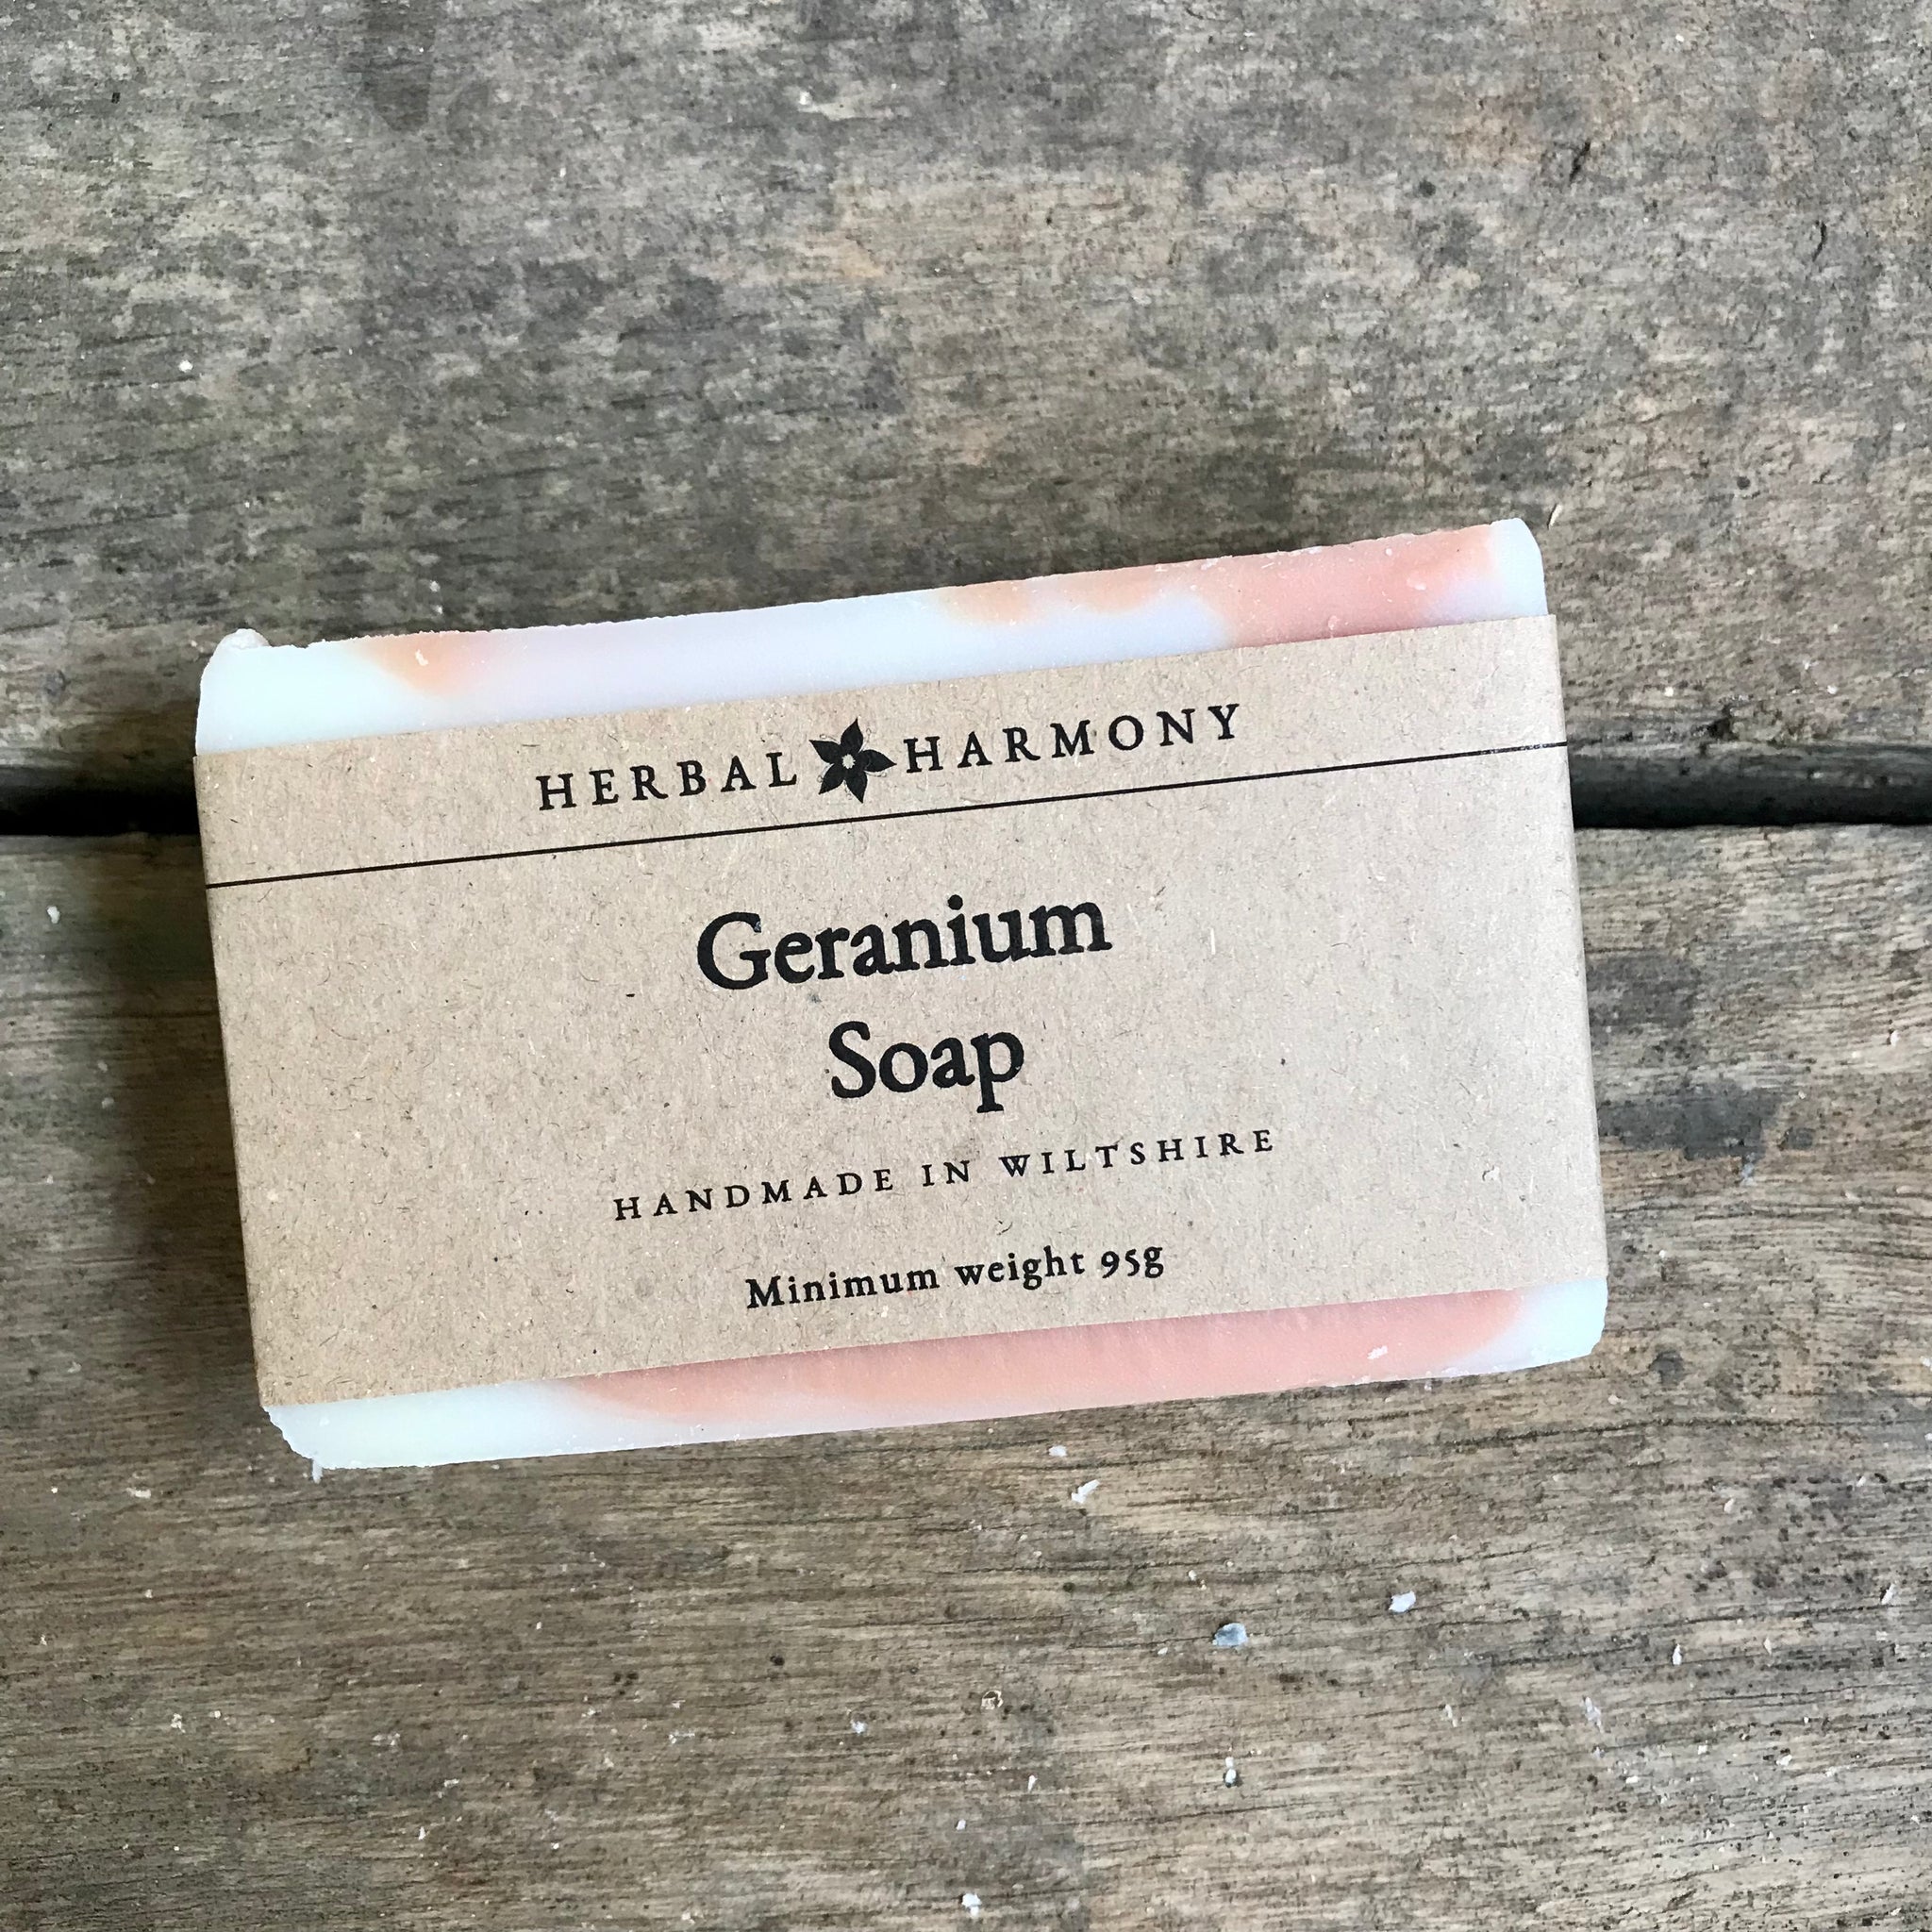 HERBAL HARMONY
Geranium
Soap
HANDMADE IN WILTSHIRE
Minimum weight 95g